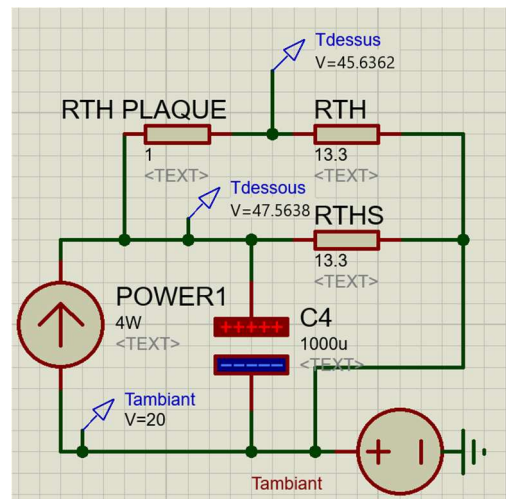 Tdessus
V=45.6362
RTH PLAQUE
RTH
1
13.3
<TEXT>
<TEXT>
Tdessous
V=47.5638
RTHS
13.3
<TEXT>
POWER1
4W
<TEXT>
+++++
C4
1000u
<TEXT>
Tambiant
V=20
Tambiant